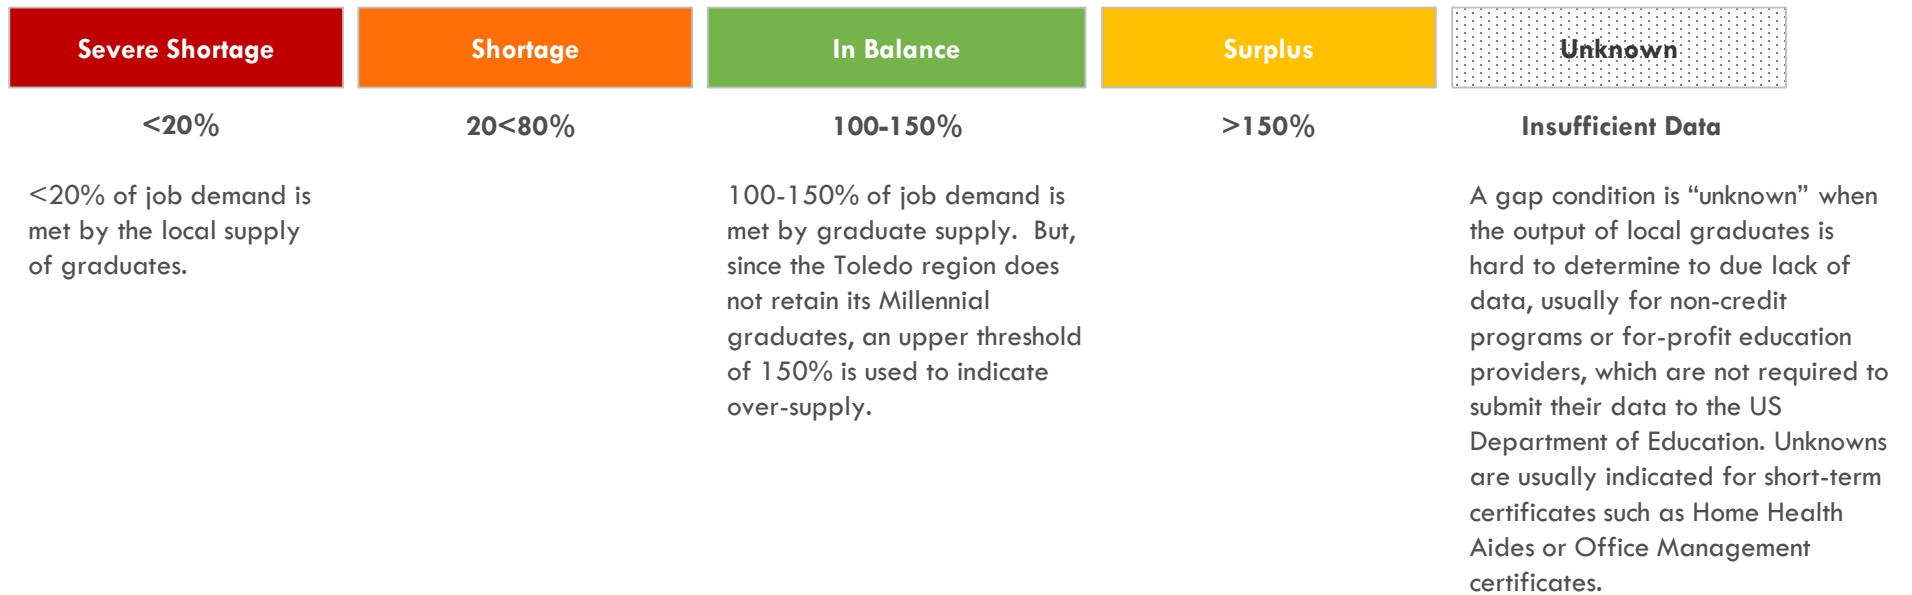 Severe Shortage
Shortage
In Balance
Surplus
Unknown
<20%
20<80%
100-150%
>150%
Insufficient Data
<20% of job demand is
met by the local supply
of graduates.
100-150% of job demand is
met by graduate supply.  But,
since the Toledo region does
not retain its Millennial
graduates, an upper threshold
of 150% is used to indicate
over-supply.
A gap condition is “unknown” when
the output of local graduates is
hard to determine to due lack of
data, usually for non-credit
programs or for-profit education
providers, which are not required to
submit their data to the US
Department of Education. Unknowns
are usually indicated for short-term
certificates such as Home Health
Aides or Office Management
certificates.